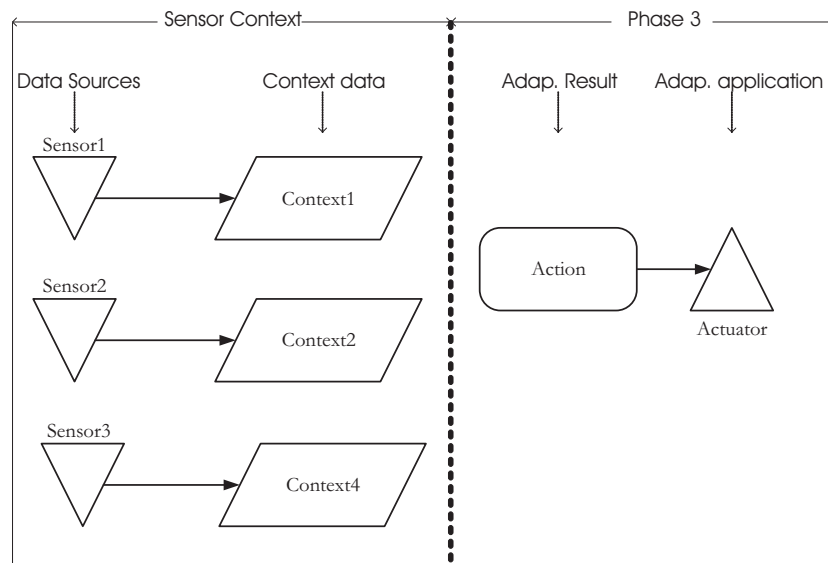 Sensor Context
Phase 3
Data Sources
Context data
Adap. Result
Adap. application
Sensor1
Context1
Sensor2
Context2
Sensor3
Context4
Action
Actuator